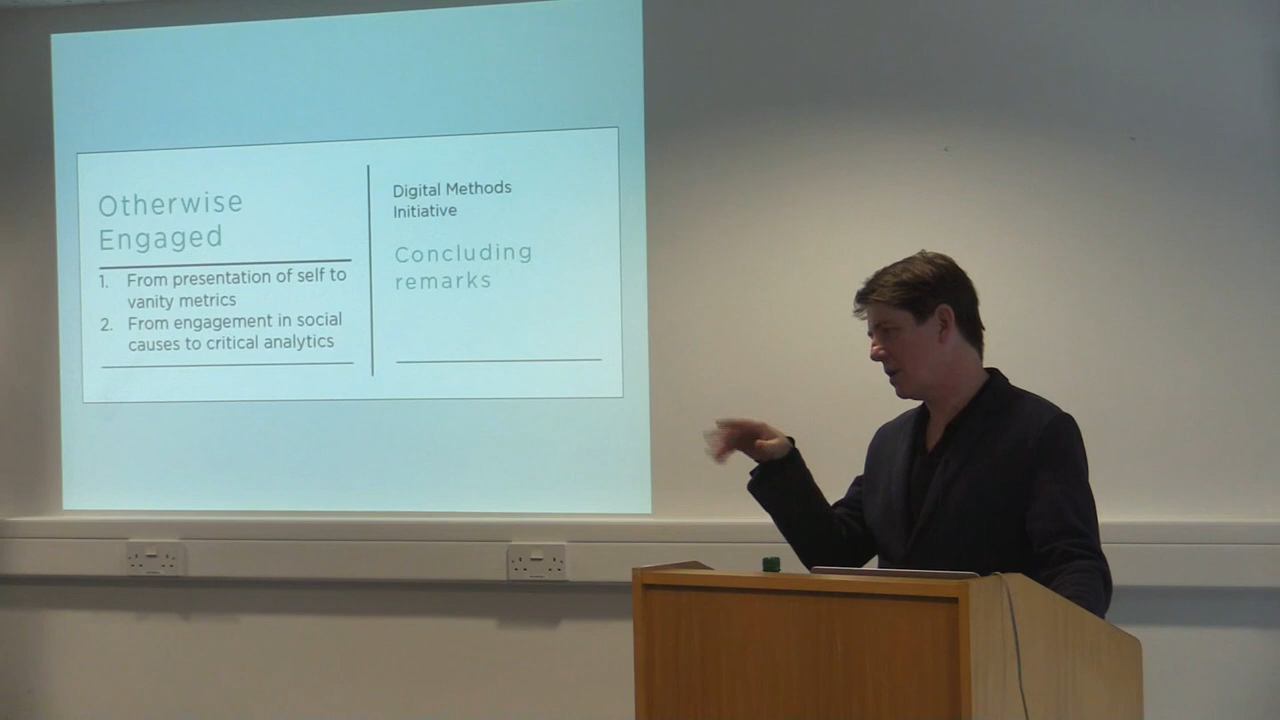 Otherwise
Engaged
1. From presentation of self to
vanity metrics
2. From engagement in social
causes to critical analytics
Digital Methods
Initiative
Concluding
remarks